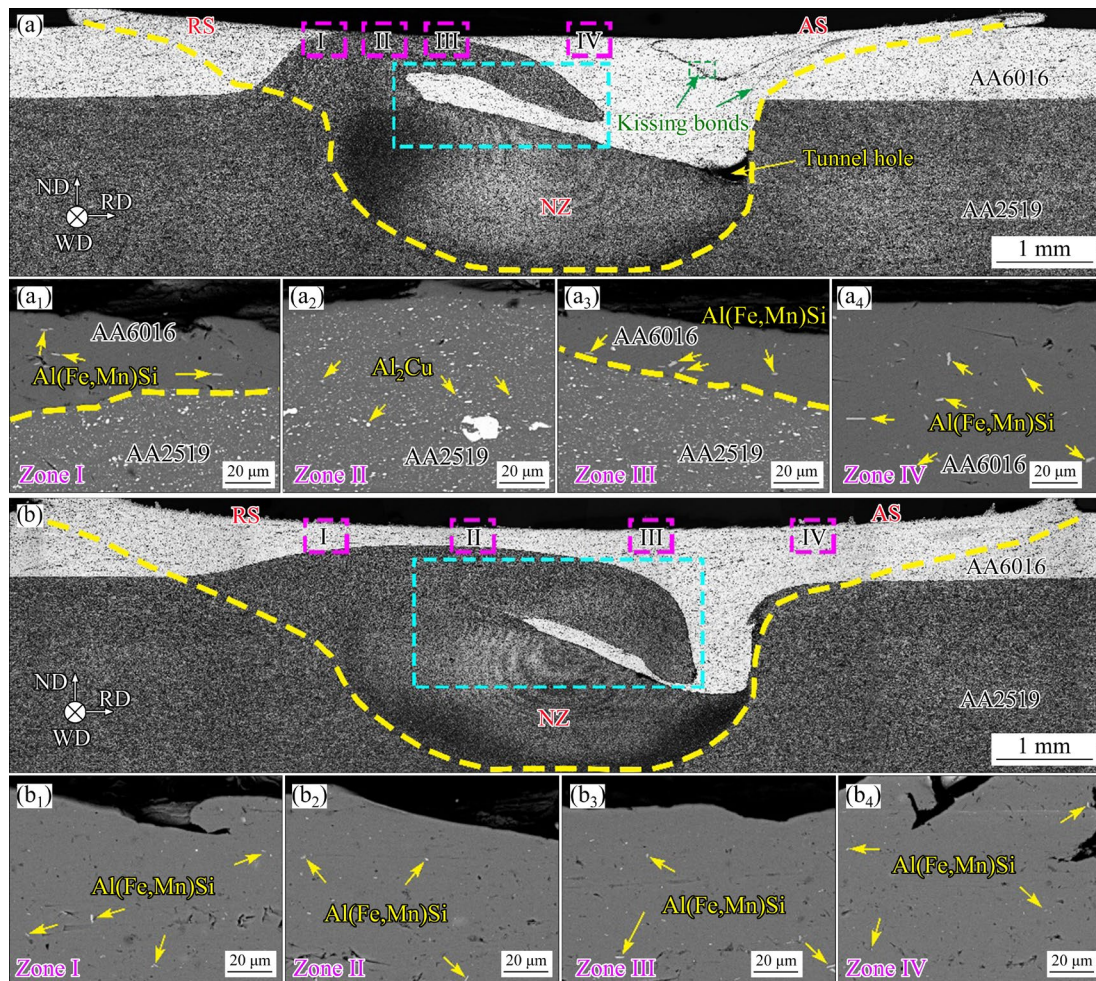 (a)
RS
I
II
III
IV
AS
AA6016
Kissing bonds
Tunnel hole
ND
RD
WD
NZ
AA2519
1 mm
(a₁)
AA6016
Al(Fe,Mn)Si
AA2519
Zone I
20 μm
(a₂)
Al₂Cu
AA2519
Zone II
20 μm
(a₃)
Al(Fe,Mn)Si
AA6016
AA2519
Zone III
20 μm
(a₄)
Al(Fe,Mn)Si
AA6016
Zone IV
20 μm
(b)
RS
I
II
III
IV
AS
AA6016
ND
RD
WD
NZ
AA2519
1 mm
(b₁)
Al(Fe,Mn)Si
Zone I
20 μm
(b₂)
Al(Fe,Mn)Si
Zone II
20 μm
(b₃)
Al(Fe,Mn)Si
Zone III
20 μm
(b₄)
Al(Fe,Mn)Si
Zone IV
20 μm